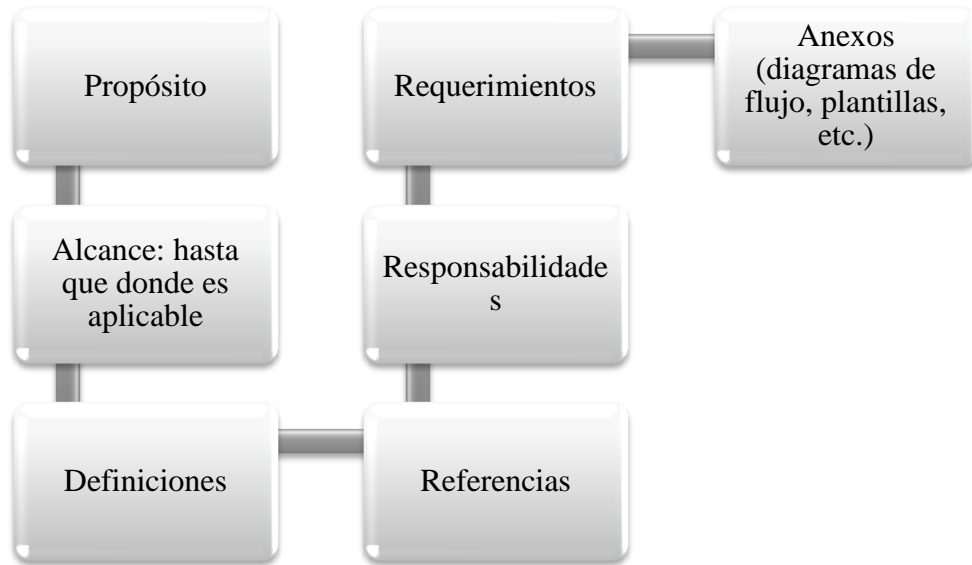 Propósito
Alcance: hasta
que donde es
aplicable
Definiciones
Referencias
Responsabilidade
s
Requerimientos
Anexos
(diagramas de
flujo, plantillas,
etc.)